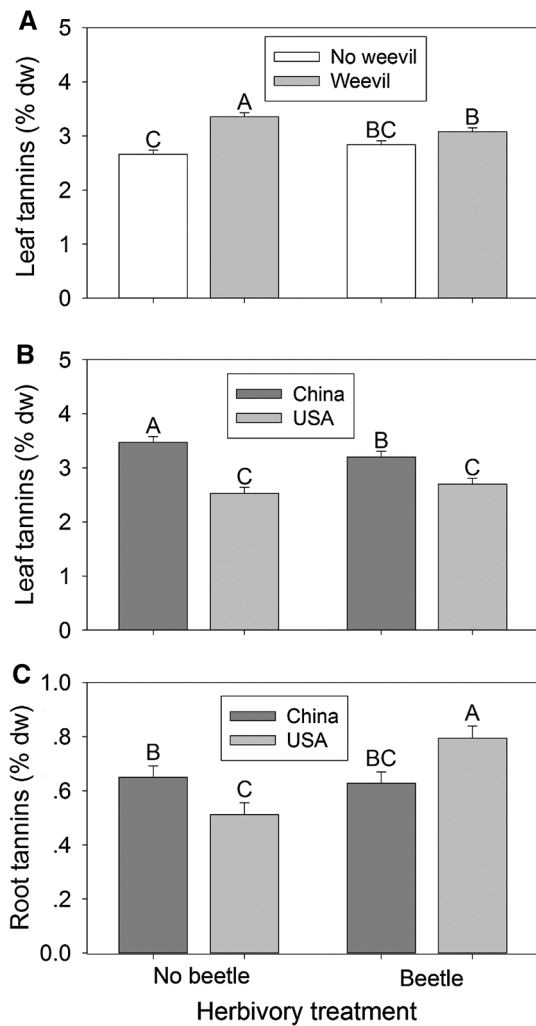 A
Leaf tannins (% dw)
5
4
3
2
1
0
No weevil
Weevil
C
A
BC
B
B
Leaf tannins (% dw)
5
4
3
2
1
0
China
USA
A
C
B
C
C
Root tannins (% dw)
1.0
.8
.6
.4
.2
0.0
China
USA
B
C
BC
A
No beetle
Beetle
Herbivory treatment